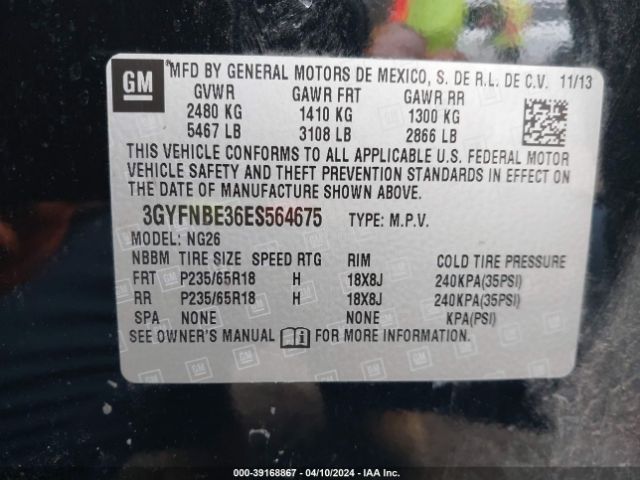 GM
MFD BY GENERAL MOTORS DE MEXICO, S. DE R.L. DE C.V. 11/13
GVWR GAWR FRT GAWR RR
2480 KG 1410 KG 1300 KG
5467 LB 3108 LB 2866 LB
THIS VEHICLE CONFORMS TO ALL APPLICABLE U.S. FEDERAL MOTOR
VEHICLE SAFETY AND THEFT PREVENTION STANDARDS IN EFFECT ON
THE DATE OF MANUFACTURE SHOWN ABOVE.
3GYFNBE36ES564675 TYPE: M.P.V.
MODEL: NG26
NBBM TIRE SIZE SPEED RTG RIM COLD TIRE PRESSURE
FRT P235/65R18 H 18X8J 240KPA(35PSI)
RR P235/65R18 H 18X8J 240KPA(35PSI)
SPA NONE NONE KPA(PSI)
SEE OWNER'S MANUAL FOR MORE INFORMATION.
000-39168867 / 04/10/2024 / IAA Inc.